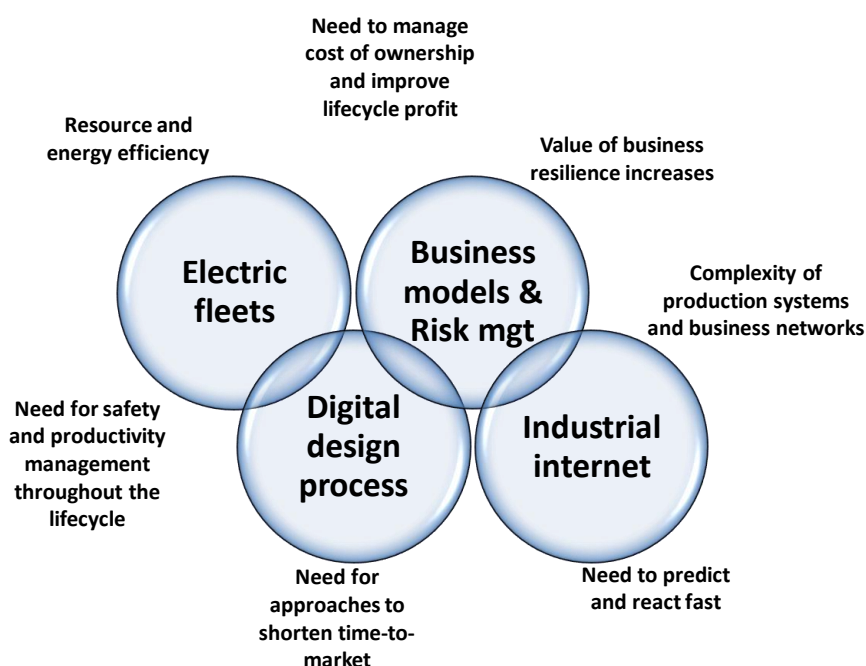 Need to manage
cost of ownership
and improve
lifecycle profit
Resource and
energy efficiency
Value of business
resilience increases
Electric
fleets
Business
models &
Risk mgt
Complexity of
production systems
and business networks
Need for safety
and productivity
management
throughout the
lifecycle
Digital
design
process
Industrial
internet
Need for
approaches to
shorten time-to-
market
Need to predict
and react fast